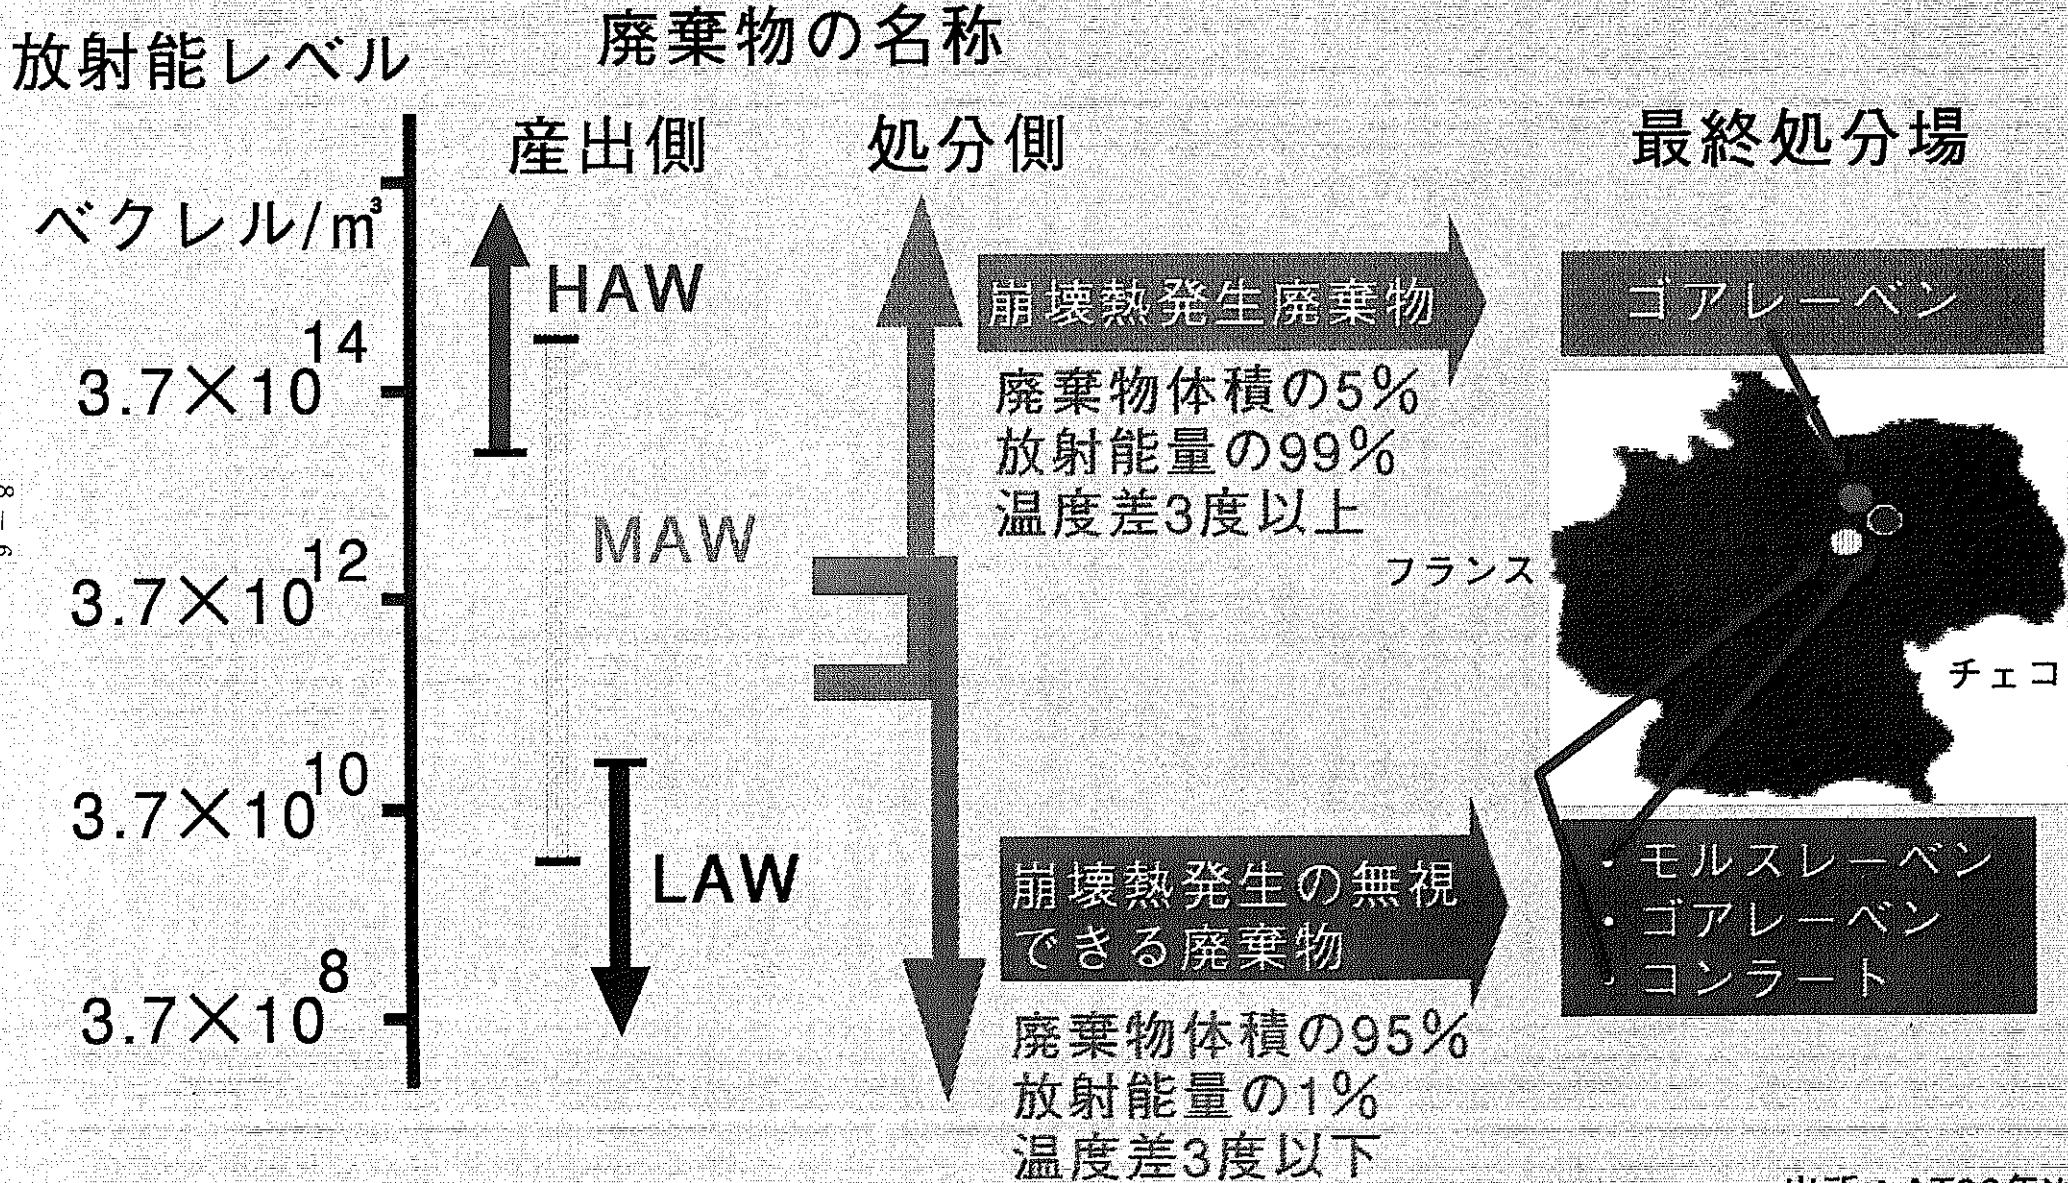 廃棄物の名称
放射能レベル
産出側
処分側
最終処分場
ベクレル/m³
HAW
崩壊熱発生廃棄物
ゴアレーベン
3.7×10¹⁴
廃棄物体積の5%
放射能量の99%
温度差3度以上
MAW
フランス
3.7×10¹²
チェコ
3.7×10¹⁰
LAW
崩壊熱発生の無視
できる廃棄物
・モルスレーベン
・ゴアレーベン
・コンラート
3.7×10⁸
廃棄物体積の95%
放射能量の1%
温度差3度以下
8－6